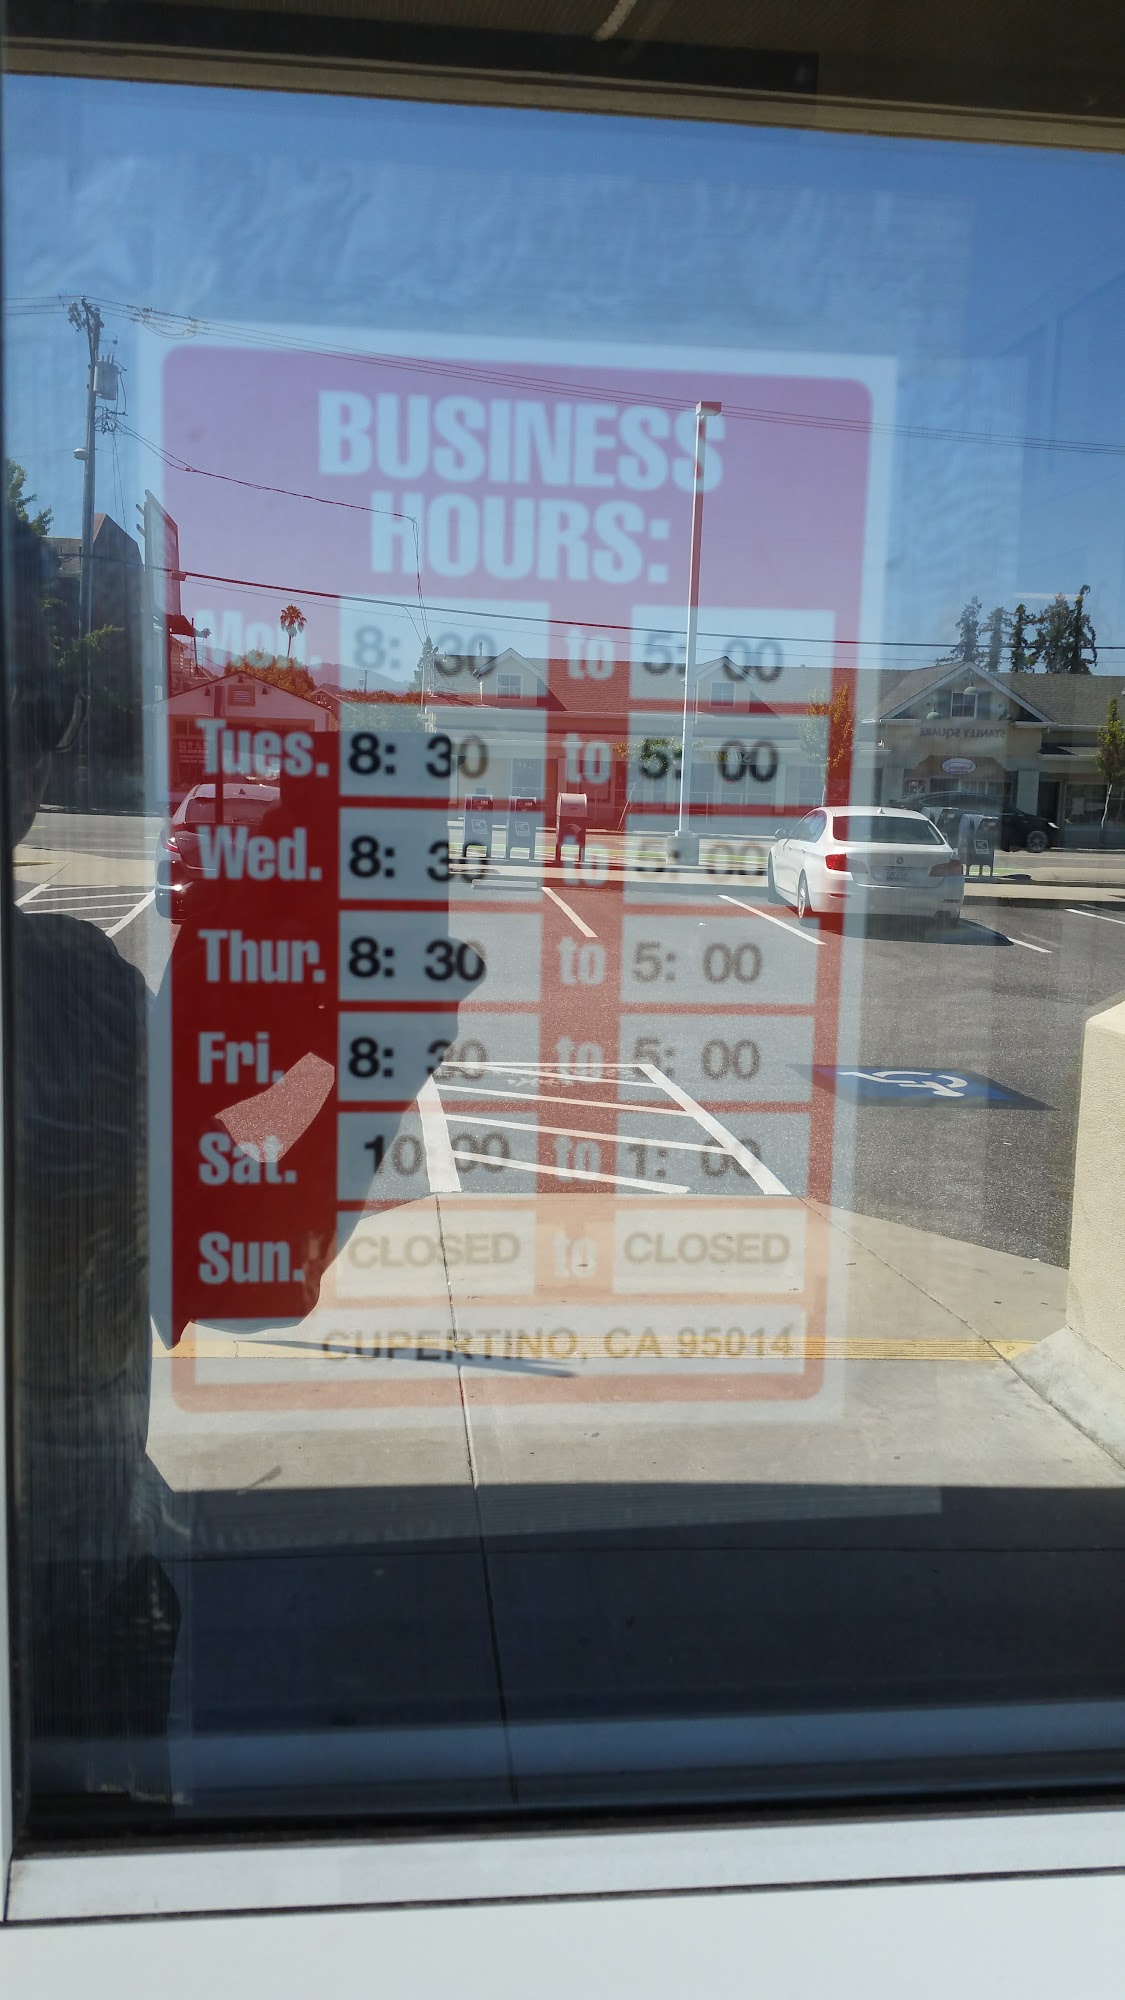 BUSINESS
HOURS:
Mon. 8: 30 to 5: 00
Tues. 8: 30 to 5: 00
Wed. 8: 30 to 5: 00
Thur. 8: 30 to 5: 00
Fri. 8: 30 to 5: 00
Sat. 10:00 to 1: 00
Sun. CLOSED to CLOSED
CUPERTINO, CA 95014
STANLEY SQUARE